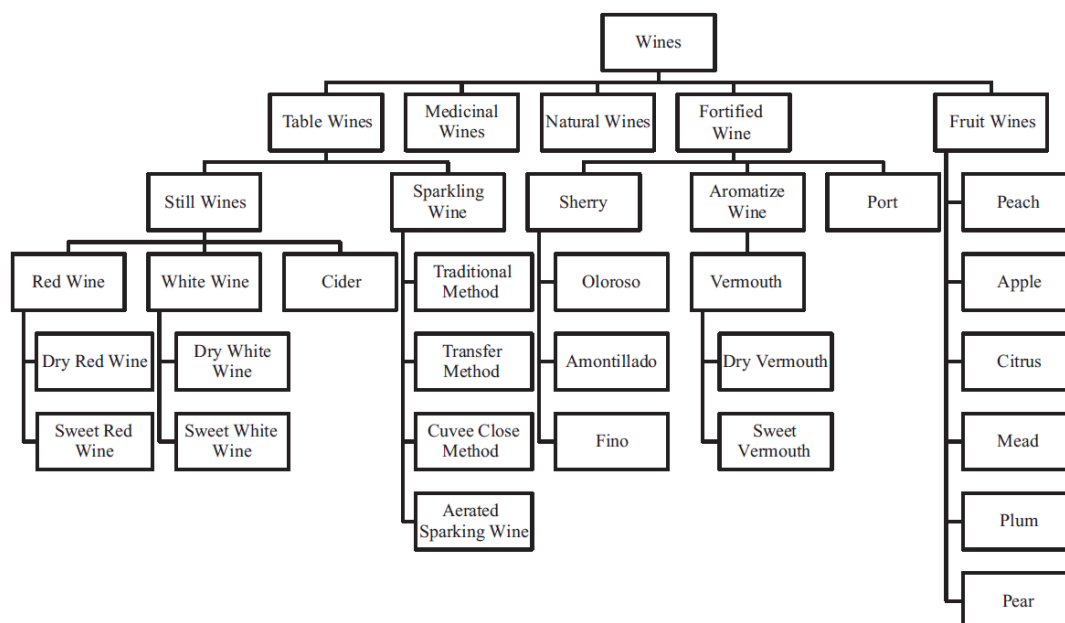 Wines
Table Wines
Medicinal
Wines
Natural Wines
Fortified
Wine
Fruit Wines
Still Wines
Sparkling
Wine
Sherry
Aromatize
Wine
Port
Peach
Red Wine
White Wine
Cider
Traditional
Method
Oloroso
Vermouth
Apple
Dry Red Wine
Dry White
Wine
Transfer
Method
Amontillado
Dry Vermouth
Citrus
Sweet Red
Wine
Sweet White
Wine
Cuvee Close
Method
Fino
Sweet
Vermouth
Mead
Aerated
Sparking Wine
Plum
Pear